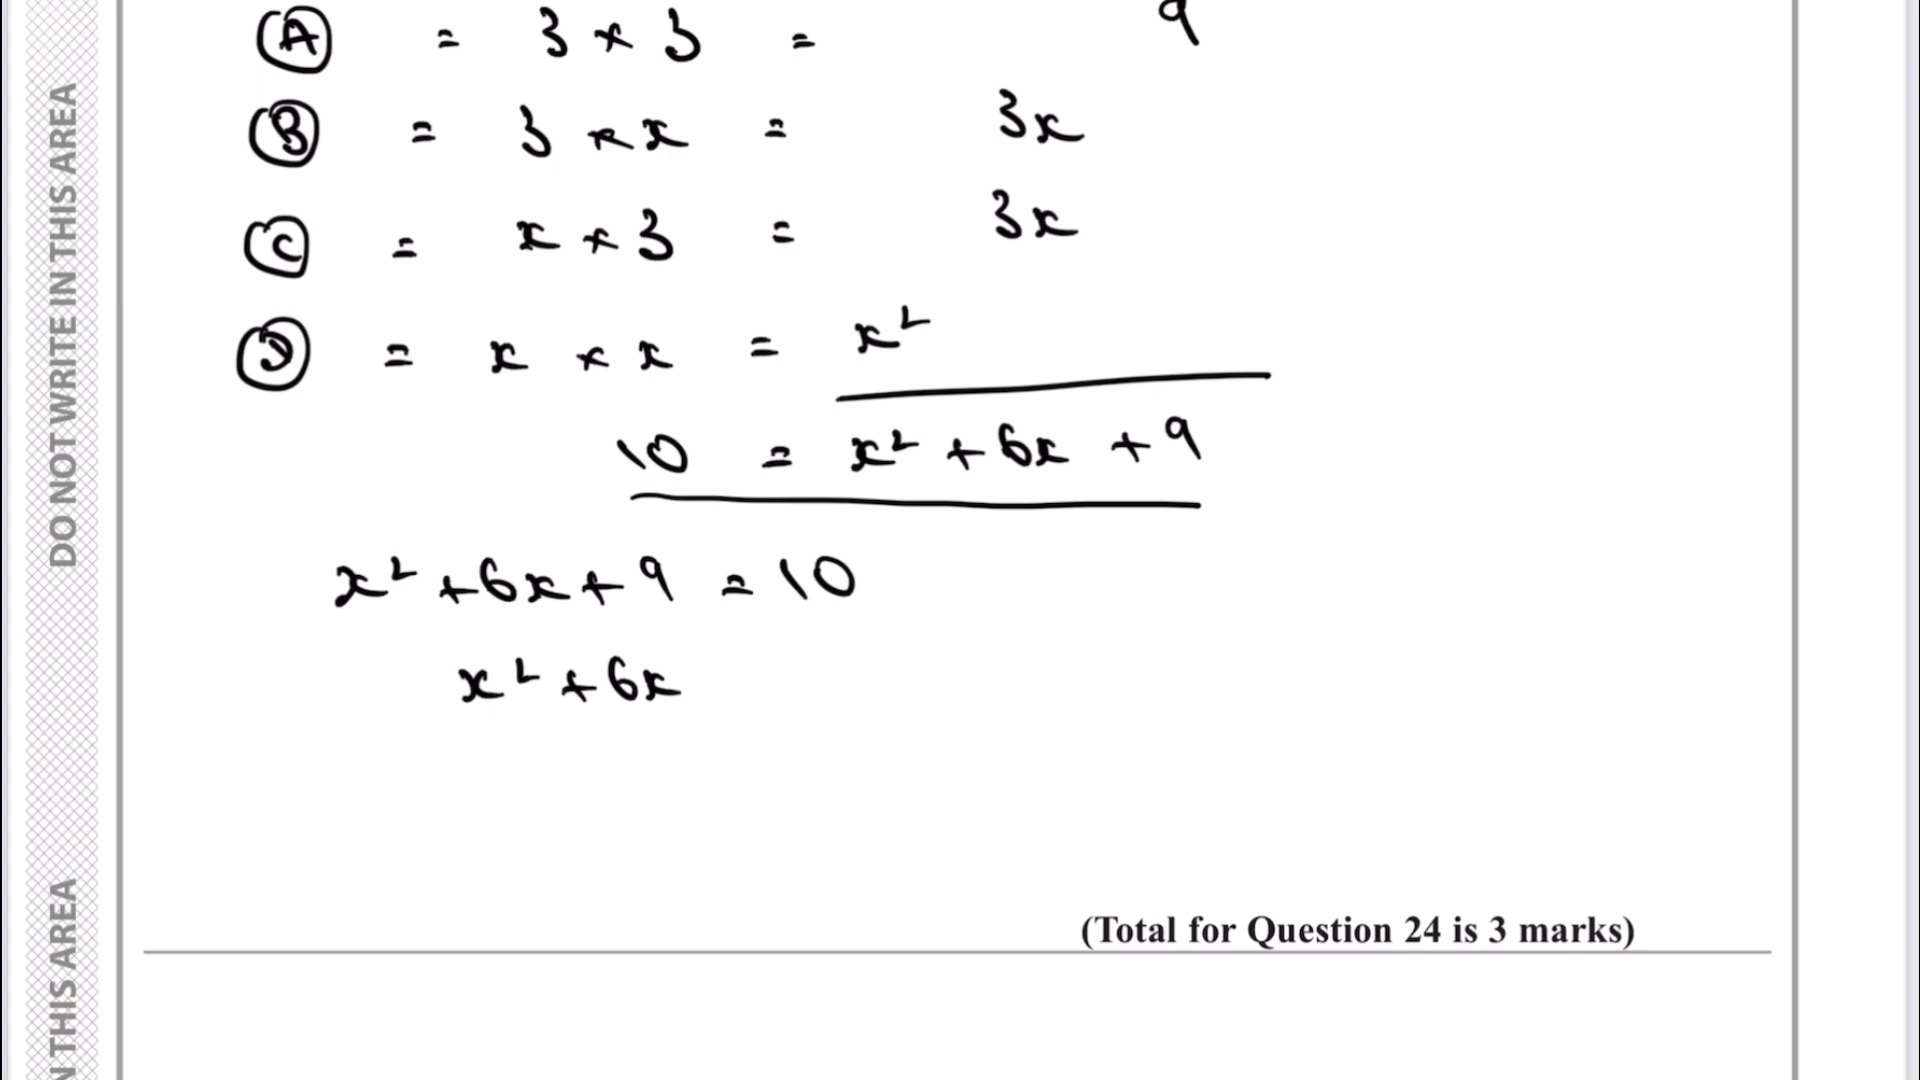 DO NOT WRITE IN THIS AREA
Ⓐ = 3 × 3 = 9
Ⓑ = 3 × x = 3x
Ⓒ = x × 3 = 3x
Ⓓ = x × x = x²
10 = x² + 6x + 9
x² + 6x + 9 = 10
x² + 6x
(Total for Question 24 is 3 marks)
N THIS AREA